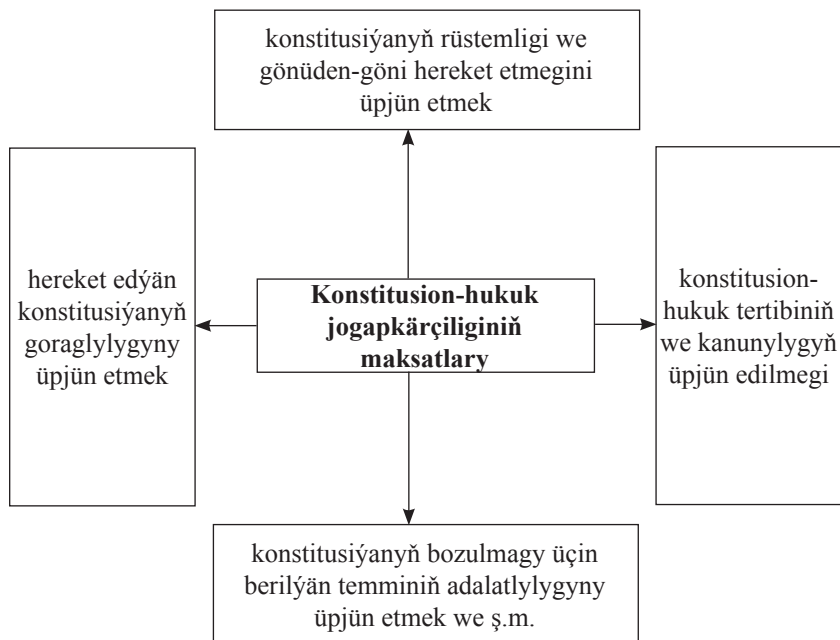 konstitusiýanyň rüstemligi we
gönüden-göni hereket etmegini
üpjün etmek
hereket edýän
konstitusiýanyň
goraglylygyny
üpjün etmek
Konstitusion-hukuk
jogapkärçiliginiň
maksatlary
konstitusion-
hukuk tertibiniň
we kanunylygyň
üpjün edilmegi
konstitusiýanyň bozulmagy üçin
berilýän temminiň adalatlylygyny
üpjün etmek we ş.m.